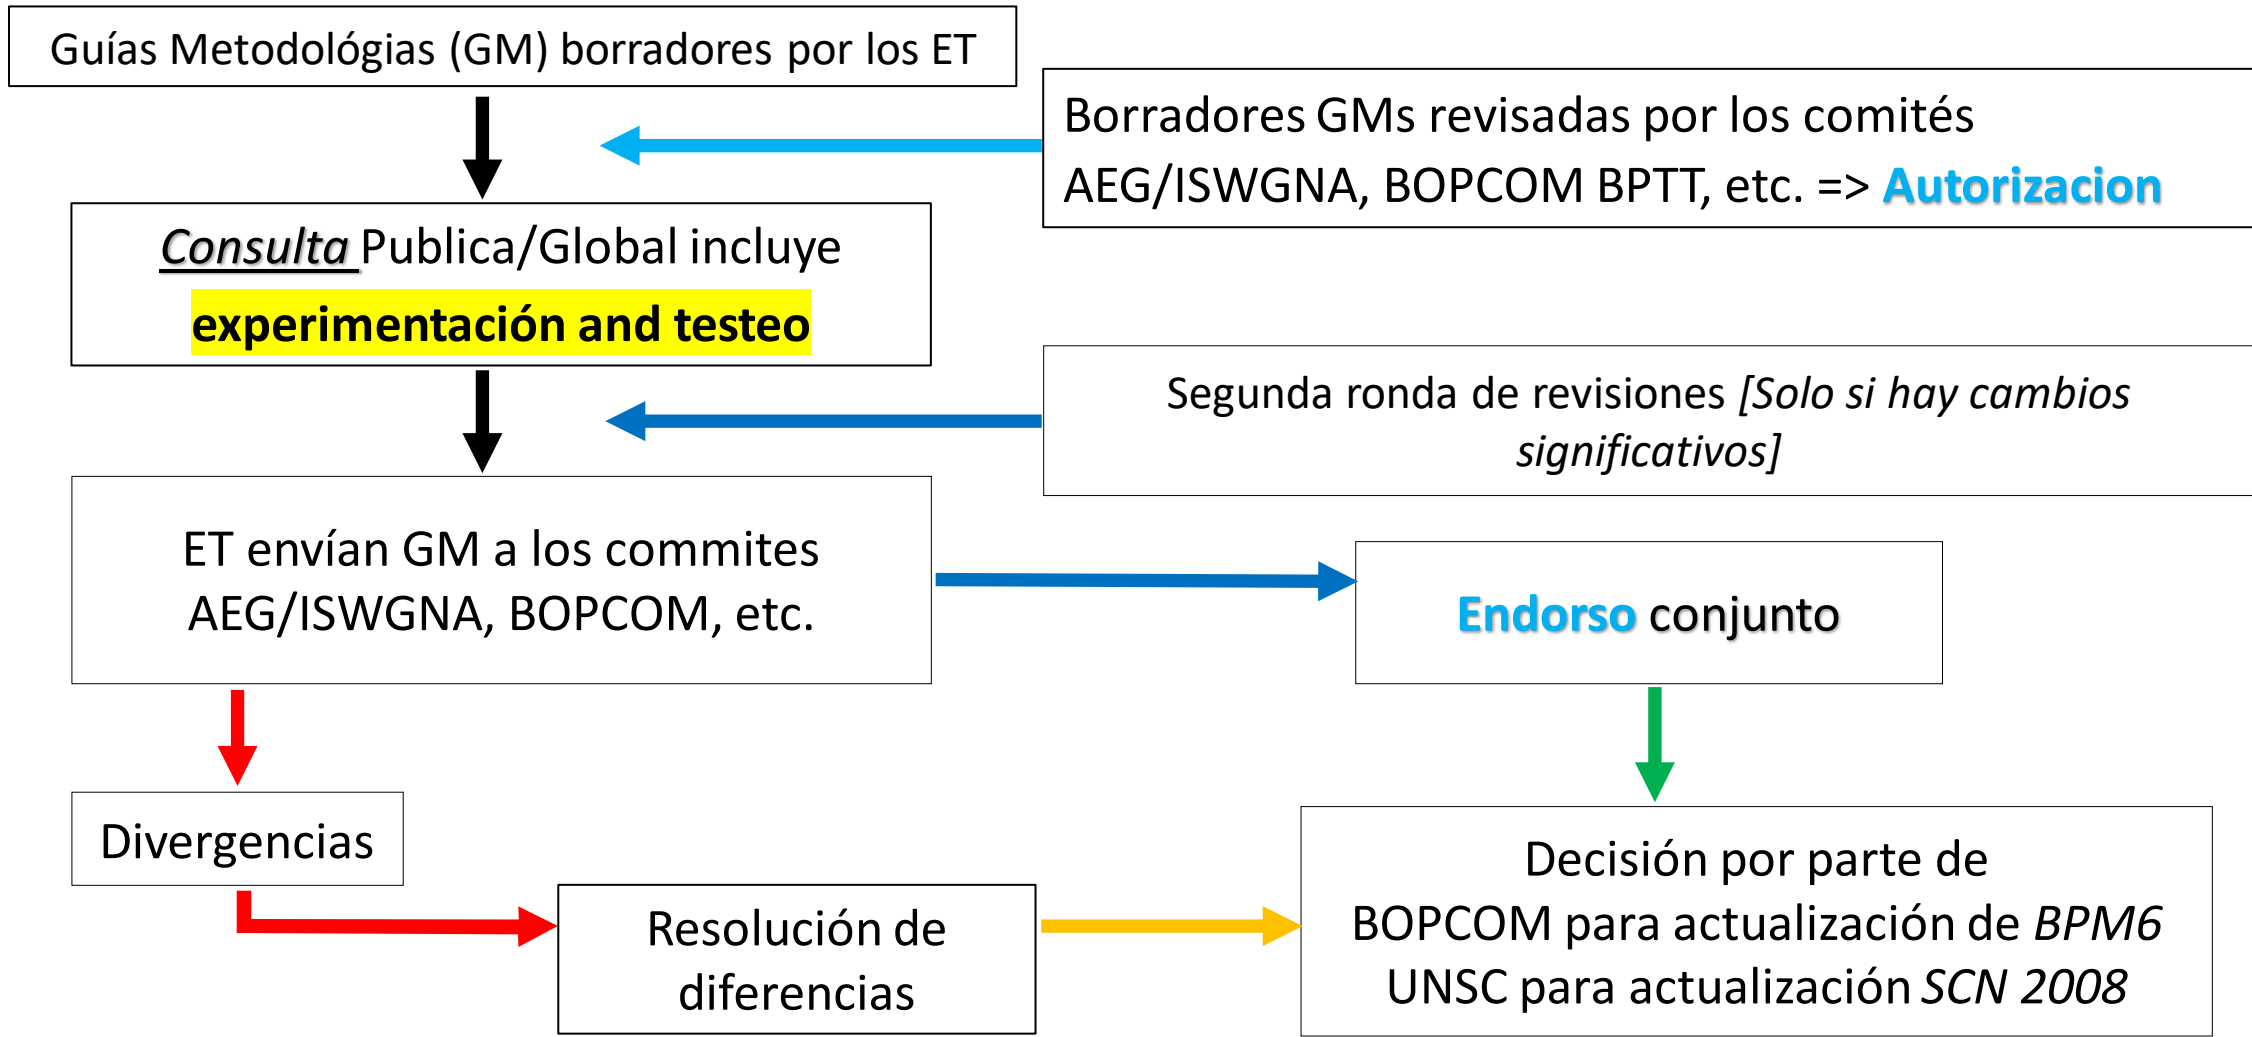 Guías Metodológias (GM) borradores por los ET
Borradores GMs revisadas por los comités
AEG/ISWGNA, BOPCOM BPTT, etc. => Autorizacion
Consulta Publica/Global incluye
experimentación and testeo
Segunda ronda de revisiones [Solo si hay cambios
significativos]
ET envían GM a los commites
AEG/ISWGNA, BOPCOM, etc.
Endorso conjunto
Divergencias
Resolución de
diferencias
Decisión por parte de
BOPCOM para actualización de BPM6
UNSC para actualización SCN 2008